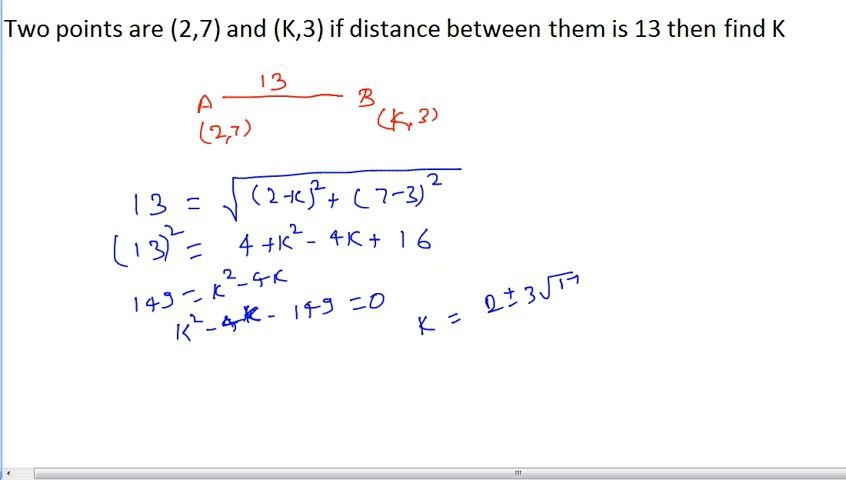 Two points are (2,7) and (K,3) if distance between them is 13 then find K
13
A B
(2,7) (K,3)
13 = √(2-K)² + (7-3)²
(13)² = 4+K² - 4K + 16
149 = K² - 4K
K² - 4K - 149 = 0
K = 2 ± 3√17